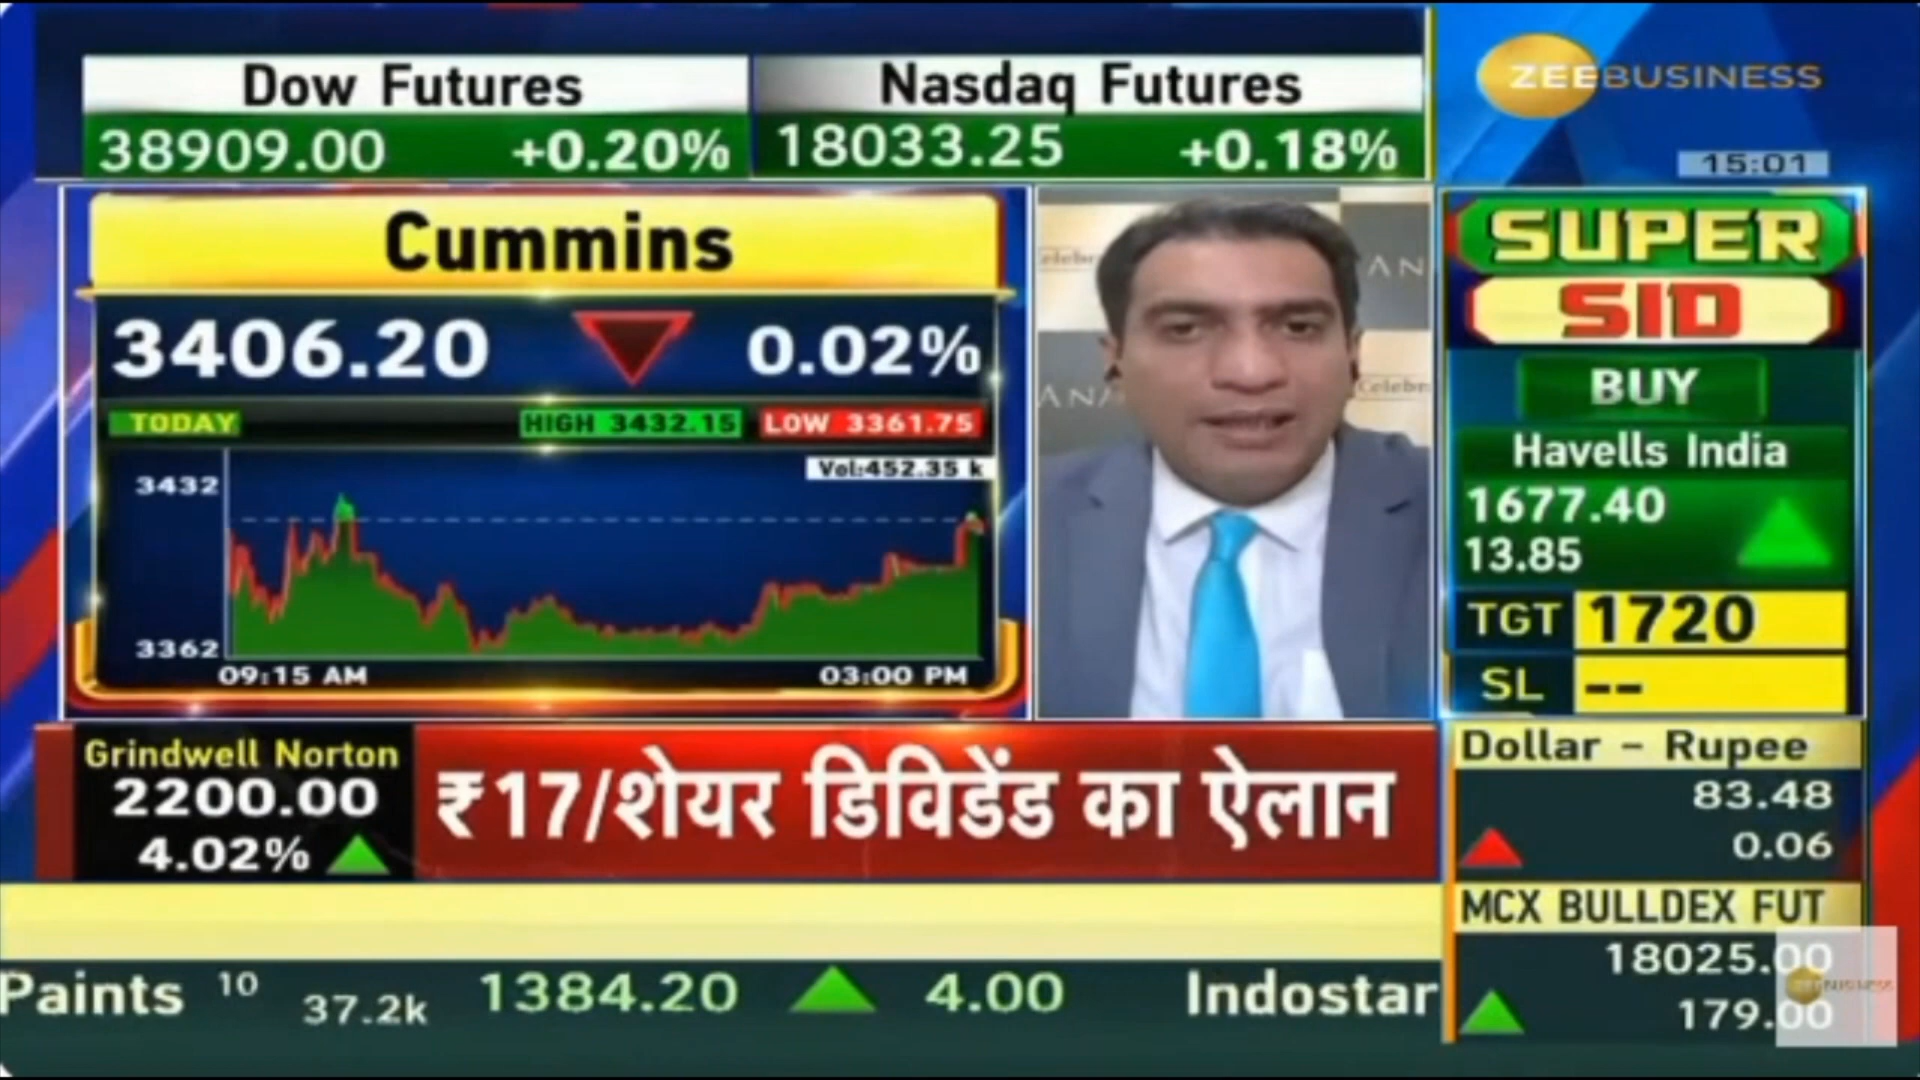 Dow Futures
38909.00 +0.20%
Nasdaq Futures
18033.25 +0.18%
ZEEBUSINESS
15:01
Cummins
3406.20 0.02%
TODAY HIGH 3432.15 LOW 3361.75
Vol:452.35 k
3432
3362
09:15 AM 03:00 PM
SUPER
SID
BUY
Havells India
1677.40
13.85
TGT 1720
SL --
Grindwell Norton
2200.00
4.02%
₹17/शेयर डिविडेंड का ऐलान
Dollar - Rupee
83.48
0.06
MCX BULLDEX FUT
18025.00
179.00
Paints 10 37.2k 1384.20 4.00 Indostar